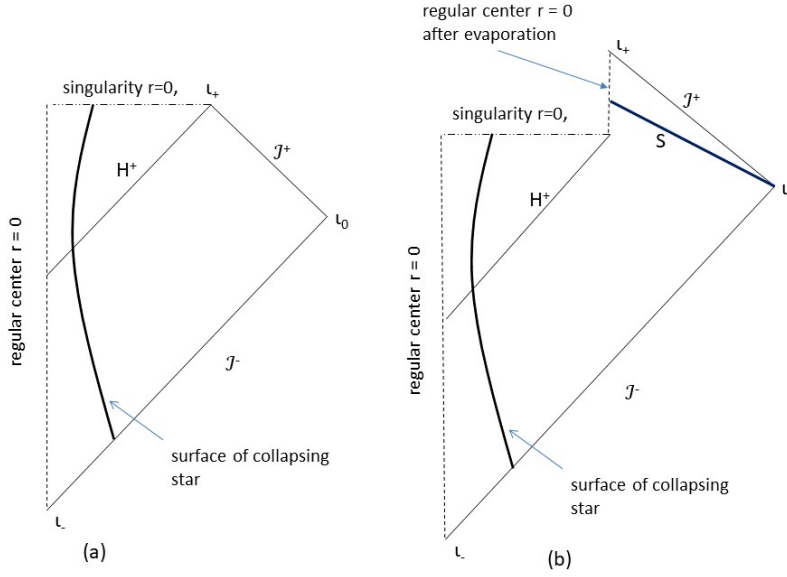 singularity r=0,
ι₊
𝒥⁺
H⁺
ι₀
regular center r = 0
𝒥⁻
surface of collapsing
star
ι₋
(a)
regular center r = 0
after evaporation
ι₊
𝒥⁺
singularity r=0,
S
ι
H⁺
regular center r = 0
𝒥⁻
surface of collapsing
star
ι₋
(b)